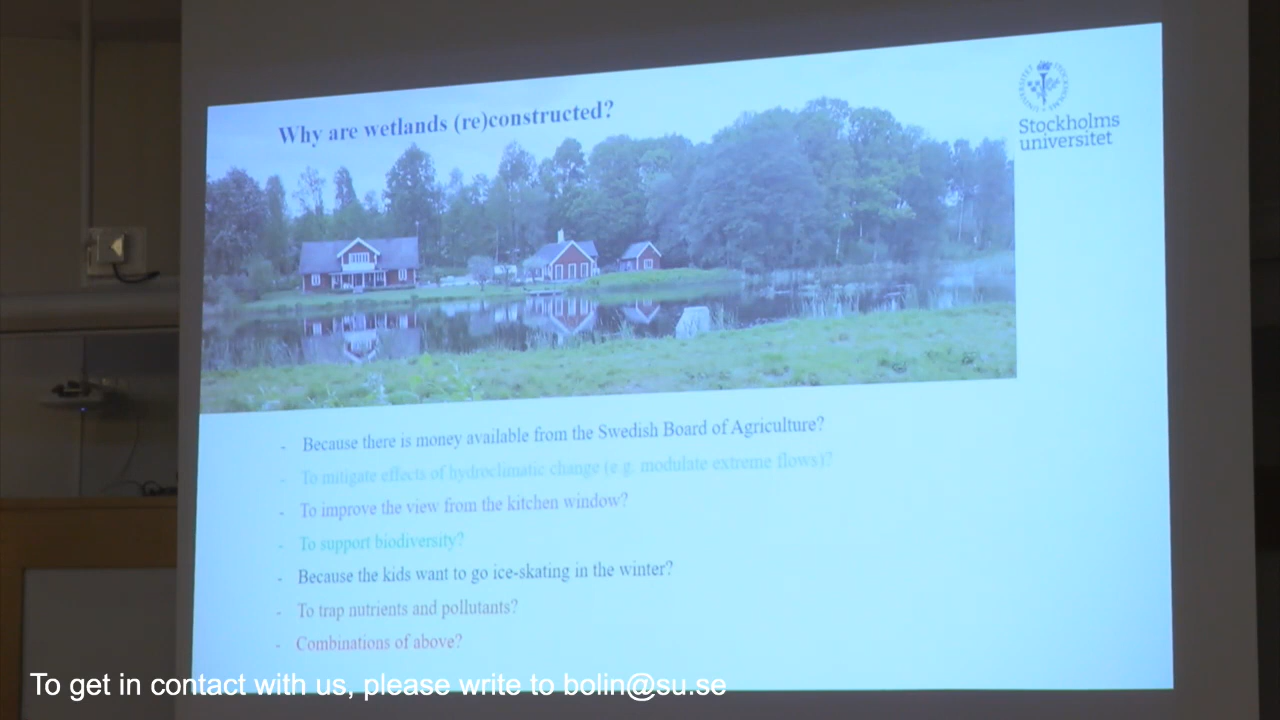 Why are wetlands (re)constructed?
Stockholms
universitet
- Because there is money available from the Swedish Board of Agriculture?
- To mitigate effects of hydroclimatic change (e.g. modulate extreme flows)?
- To improve the view from the kitchen window?
- To support biodiversity?
- Because the kids want to go ice-skating in the winter?
- To trap nutrients and pollutants?
- Combinations of above?
To get in contact with us, please write to bolin@su.se